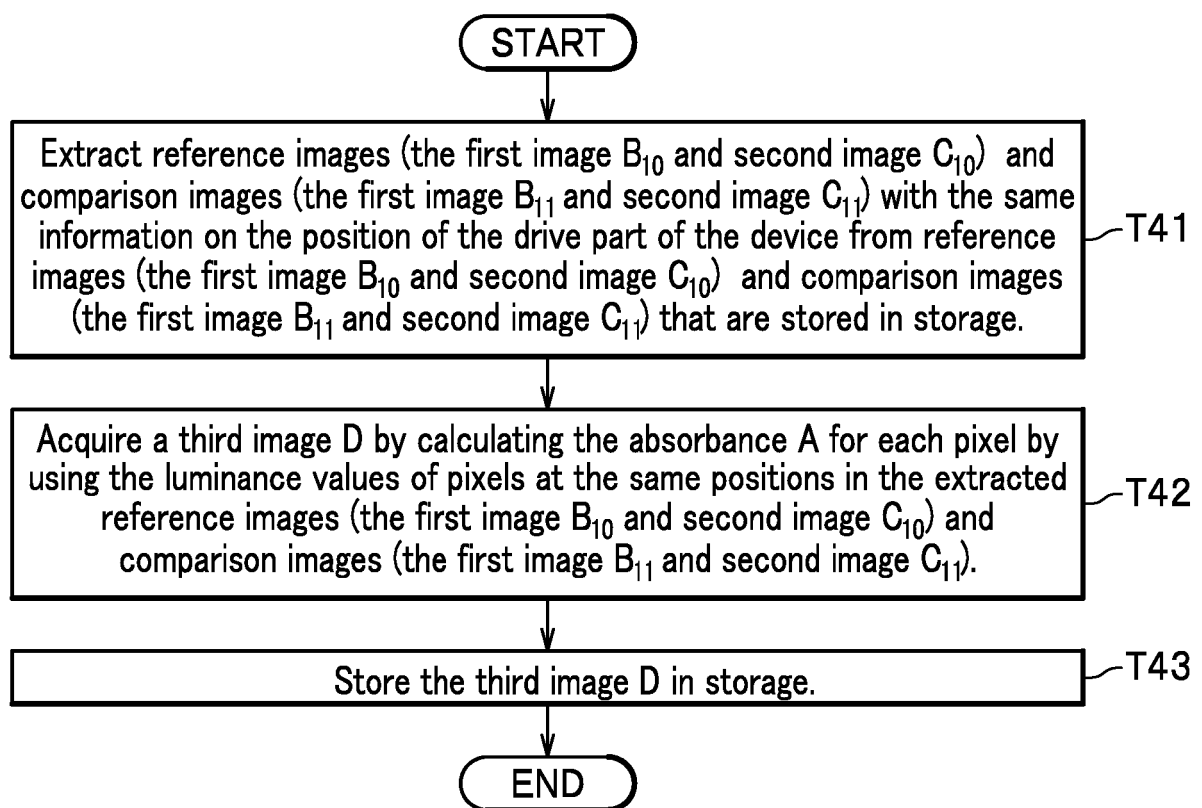 START
Extract reference images (the first image B₁₀ and second image C₁₀) and
comparison images (the first image B₁₁ and second image C₁₁) with the same
information on the position of the drive part of the device from reference
images (the first image B₁₀ and second image C₁₀) and comparison images
(the first image B₁₁ and second image C₁₁) that are stored in storage.
T41
Acquire a third image D by calculating the absorbance A for each pixel by
using the luminance values of pixels at the same positions in the extracted
reference images (the first image B₁₀ and second image C₁₀) and
comparison images (the first image B₁₁ and second image C₁₁).
T42
Store the third image D in storage.
T43
END